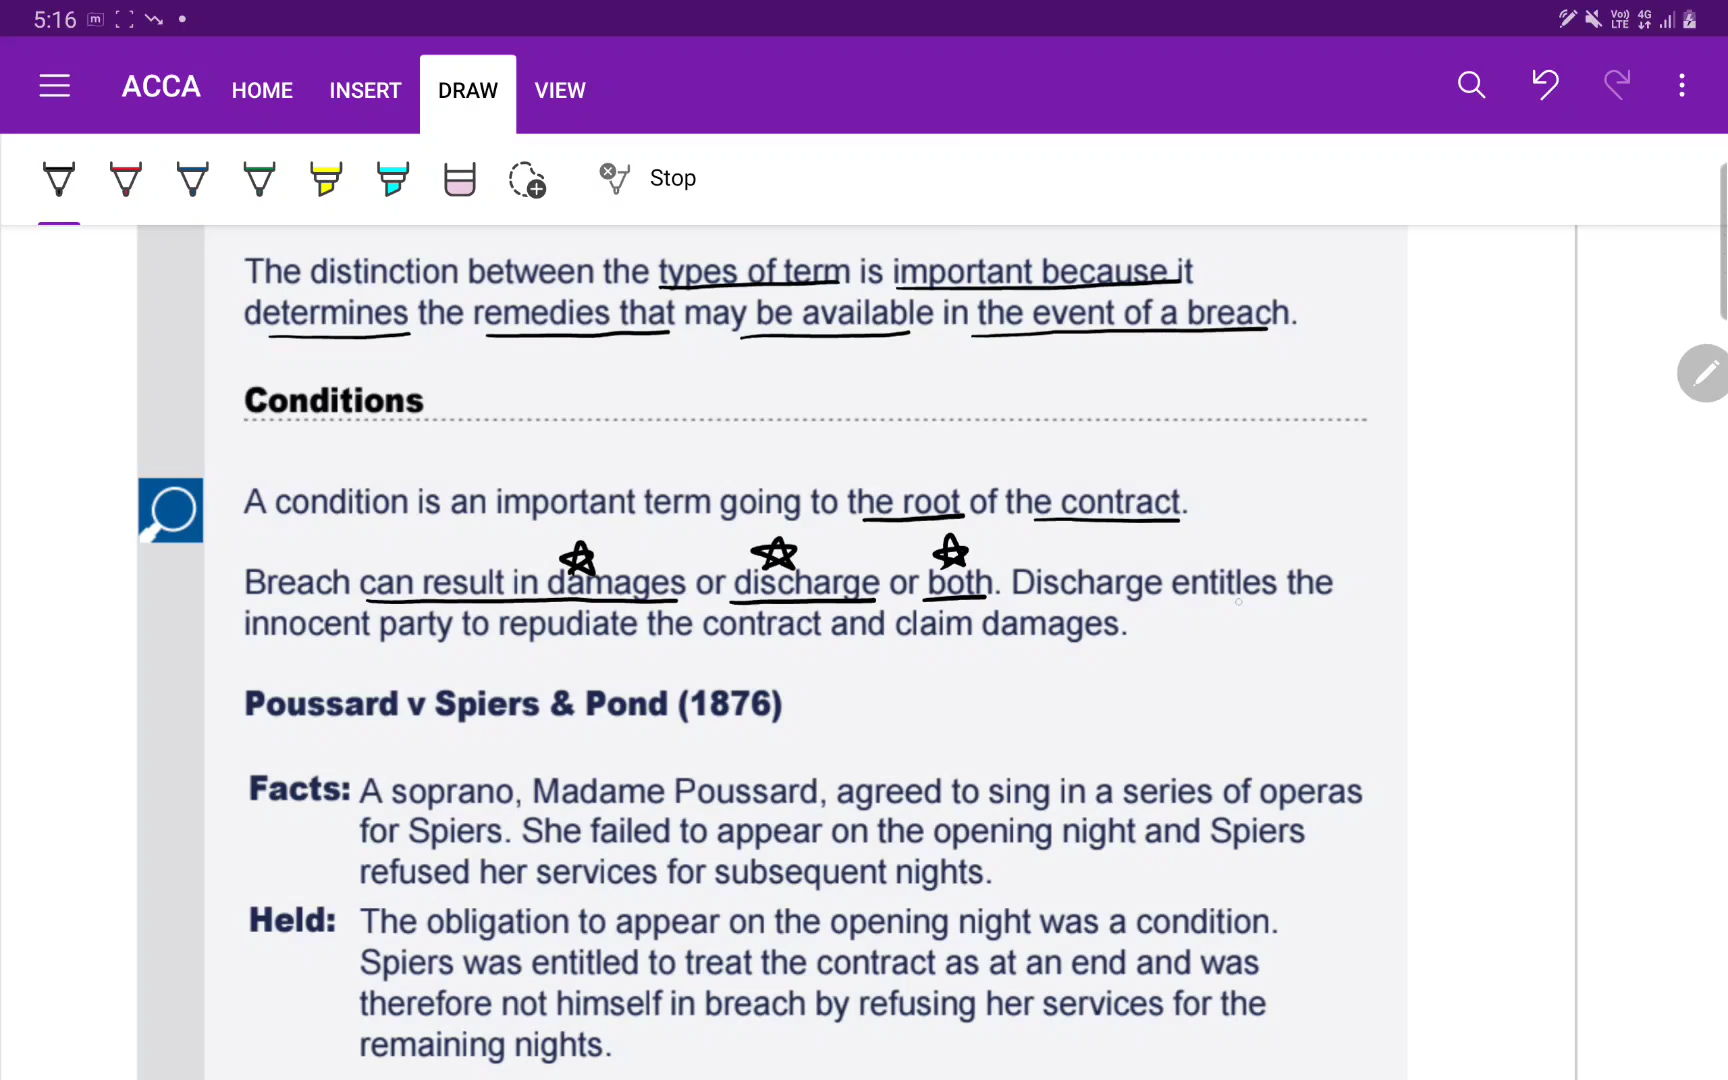 5:16
Vo)) LTE 4G
ACCA HOME INSERT DRAW VIEW
Stop
The distinction between the types of term is important because it
determines the remedies that may be available in the event of a breach.
Conditions
A condition is an important term going to the root of the contract.
Breach can result in damages or discharge or both. Discharge entitles the
innocent party to repudiate the contract and claim damages.
Poussard v Spiers & Pond (1876)
Facts: A soprano, Madame Poussard, agreed to sing in a series of operas
for Spiers. She failed to appear on the opening night and Spiers
refused her services for subsequent nights.
Held: The obligation to appear on the opening night was a condition.
Spiers was entitled to treat the contract as at an end and was
therefore not himself in breach by refusing her services for the
remaining nights.